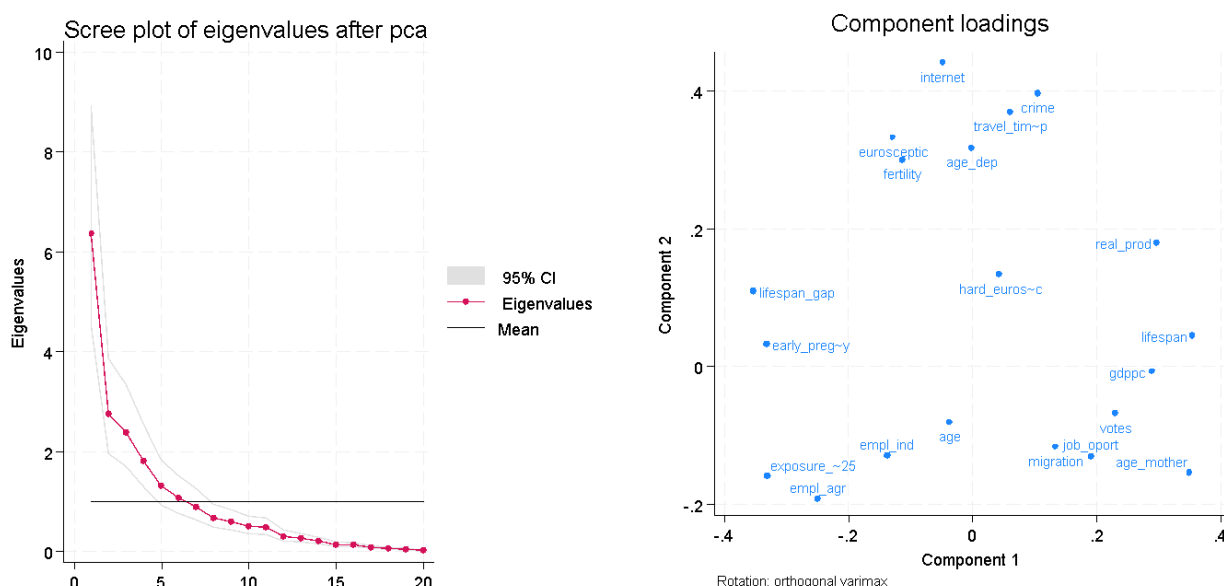 Scree plot of eigenvalues after pca
10
8
6
4
2
0
Eigenvalues
0 5 10 15 20
95% CI
Eigenvalues
Mean
Component loadings
.4
.2
0
-.2
Component 2
internet
crime
travel_tim~p
eurosceptic
age_dep
fertility
real_prod
hard_euros~c
lifespan_gap
lifespan
early_preg~y
gdppc
votes
age
empl_ind
job_oport
migration
age_mother
exposure_~25
empl_agr
-.4 -.2 0 .2 .4
Component 1
Rotation: orthogonal varimax